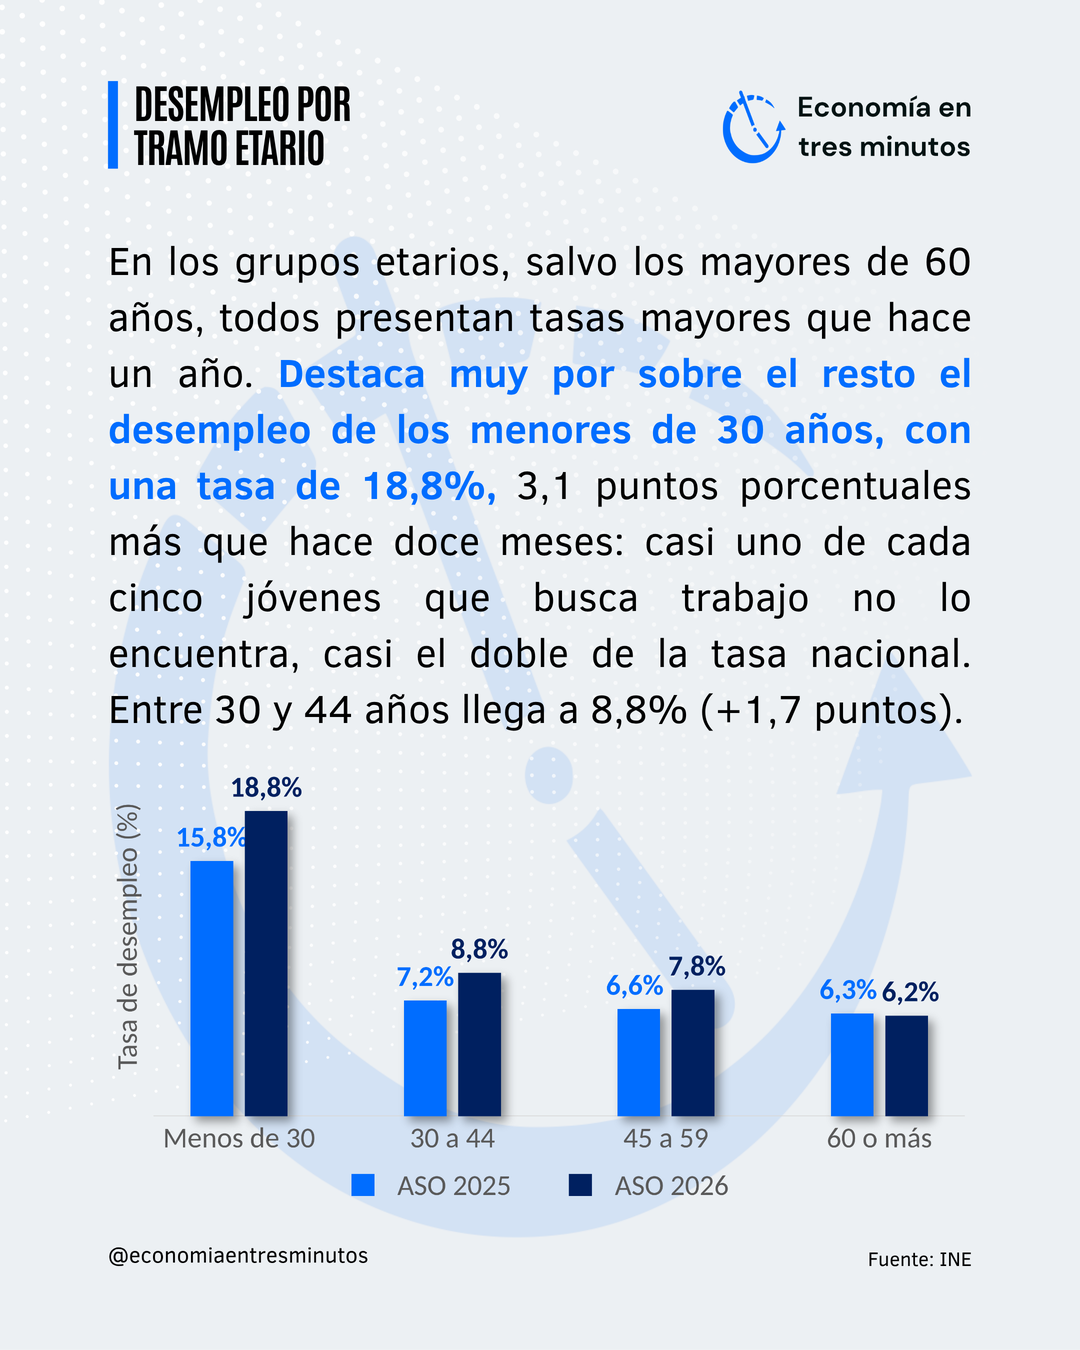 DESEMPLEO POR
TRAMO ETARIO
Economía en
tres minutos
En los grupos etarios, salvo los mayores de 60
años, todos presentan tasas mayores que hace
un año. Destaca muy por sobre el resto el
desempleo de los menores de 30 años, con
una tasa de 18,8%, 3,1 puntos porcentuales
más que hace doce meses: casi uno de cada
cinco jóvenes que busca trabajo no lo
encuentra, casi el doble de la tasa nacional.
Entre 30 y 44 años llega a 8,8% (+1,7 puntos).
Tasa de desempleo (%)
15,8%
18,8%
7,2%
8,8%
6,6%
7,8%
6,3%
6,2%
Menos de 30
30 a 44
45 a 59
60 o más
ASO 2025
ASO 2026
@economiaentresminutos
Fuente: INE